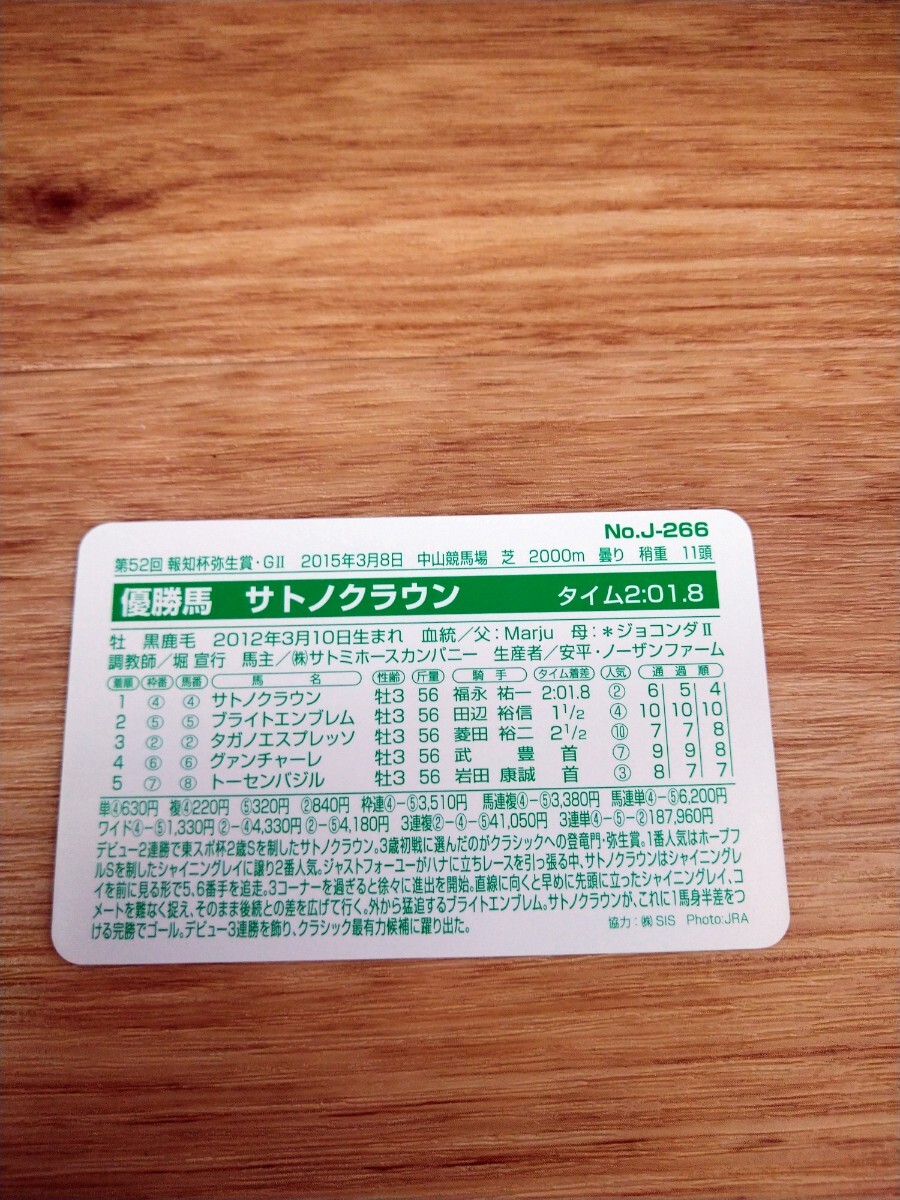 No.J-266
第52回 報知杯弥生賞・GII 2015年3月8日 中山競馬場 芝 2000m 曇り 稍重 11頭
優勝馬 サトノクラウン タイム2:01.8
牡 黒鹿毛 2012年3月10日生まれ 血統／父：Marju 母：＊ジョコンダⅡ
調教師／堀 宣行 馬主／㈱サトミホースカンパニー 生産者／安平・ノーザンファーム
着順 枠番 馬番 馬名 性齢 斤量 騎手 タイム着差 人気 通過順
1 ④ ④ サトノクラウン 牡3 56 福永 祐一 2:01.8 ② 6 5 4
2 ⑤ ⑤ ブライトエンブレム 牡3 56 田辺 裕信 1 1/2 ④ 10 10 10
3 ② ② タガノエスプレッソ 牡3 56 菱田 裕二 2 1/2 ⑩ 7 7 8
4 ⑥ ⑥ グァンチャーレ 牡3 56 武 豊 首 ⑦ 9 9 8
5 ⑦ ⑧ トーセンバジル 牡3 56 岩田 康誠 首 ③ 8 7 7
単④630円 複④220円 ⑤320円 ②840円 枠連④-⑤3,510円 馬連複④-⑤3,380円 馬連単④-⑤6,200円
ワイド④-⑤1,330円 ②-④4,330円 ②-⑤4,180円 3連複②-④-⑤41,050円 3連単④-⑤-②187,960円
デビュー2連勝で東スポ杯2歳Sを制したサトノクラウン。3歳初戦に選んだのがクラシックへの登竜門・弥生賞。1番人気はホープフ
ルSを制したシャイニングレイに譲り2番人気。ジャストフォーユーがハナに立ちレースを引っ張る中、サトノクラウンはシャイニングレ
イを前に見る形で5、6番手を追走。3コーナーを過ぎると徐々に進出を開始。直線に向くと早めに先頭に立ったシャイニングレイ、コ
メートを難なく捉え、そのまま後続との差を広げて行く。外から猛追するブライトエンブレム。サトノクラウンが、これに1馬身半差をつ
ける完勝でゴール。デビュー3連勝を飾り、クラシック最有力候補に躍り出た。
協力：㈱SIS Photo:JRA